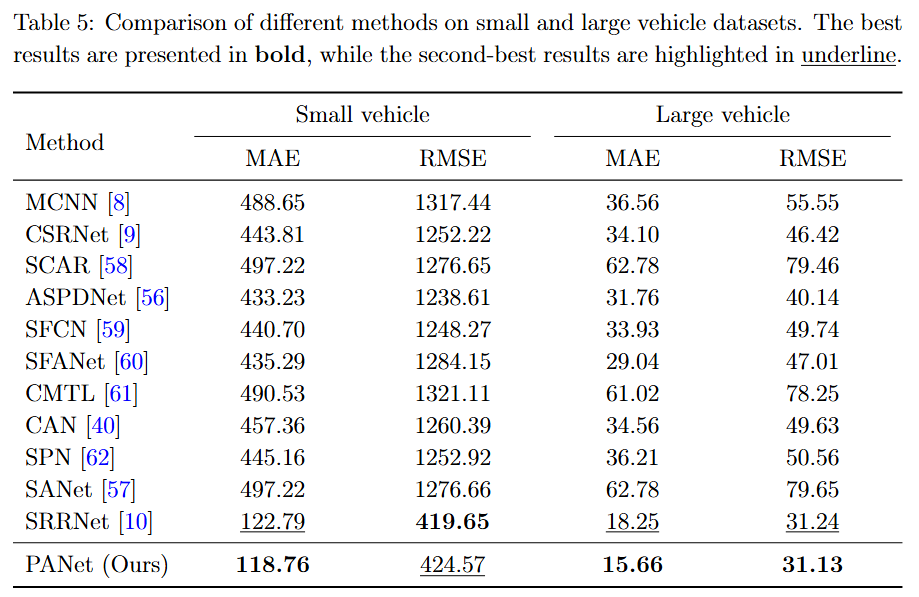 Table 5: Comparison of different methods on small and large vehicle datasets. The best
results are presented in bold, while the second-best results are highlighted in underline.
Method Small vehicle Large vehicle
MAE RMSE MAE RMSE
MCNN [8] 488.65 1317.44 36.56 55.55
CSRNet [9] 443.81 1252.22 34.10 46.42
SCAR [58] 497.22 1276.65 62.78 79.46
ASPDNet [56] 433.23 1238.61 31.76 40.14
SFCN [59] 440.70 1248.27 33.93 49.74
SFANet [60] 435.29 1284.15 29.04 47.01
CMTL [61] 490.53 1321.11 61.02 78.25
CAN [40] 457.36 1260.39 34.56 49.63
SPN [62] 445.16 1252.92 36.21 50.56
SANet [57] 497.22 1276.66 62.78 79.65
SRRNet [10] 122.79 419.65 18.25 31.24
PANet (Ours) 118.76 424.57 15.66 31.13